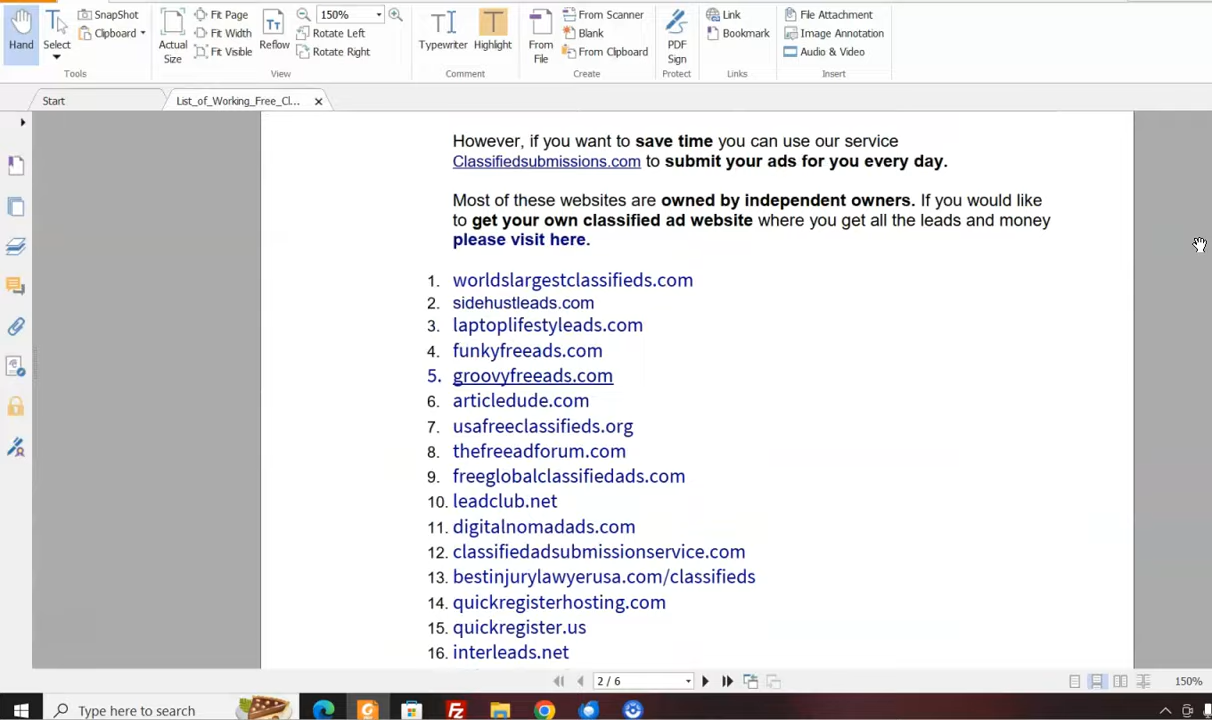 SnapShot
Clipboard
Hand
Select
Tools
Fit Page
Fit Width
Fit Visible
Actual
Size
Reflow
150%
Rotate Left
Rotate Right
View
Typewriter
Highlight
Comment
From
File
From Scanner
Blank
From Clipboard
Create
PDF
Sign
Protect
Link
Bookmark
Links
File Attachment
Image Annotation
Audio & Video
Insert
Start
List_of_Working_Free_Cl...
However, if you want to save time you can use our service
Classifiedsubmissions.com to submit your ads for you every day.
Most of these websites are owned by independent owners. If you would like
to get your own classified ad website where you get all the leads and money
please visit here.
1. worldslargestclassifieds.com
2. sidehustleads.com
3. laptoplifestyleads.com
4. funkyfreeads.com
5. groovyfreeads.com
6. articledude.com
7. usafreeclassifieds.org
8. thefreeadforum.com
9. freeglobalclassifiedads.com
10. leadclub.net
11. digitalnomadads.com
12. classifiedadsubmissionservice.com
13. bestinjurylawyerusa.com/classifieds
14. quickregisterhosting.com
15. quickregister.us
16. interleads.net
2 / 6
150%
Type here to search